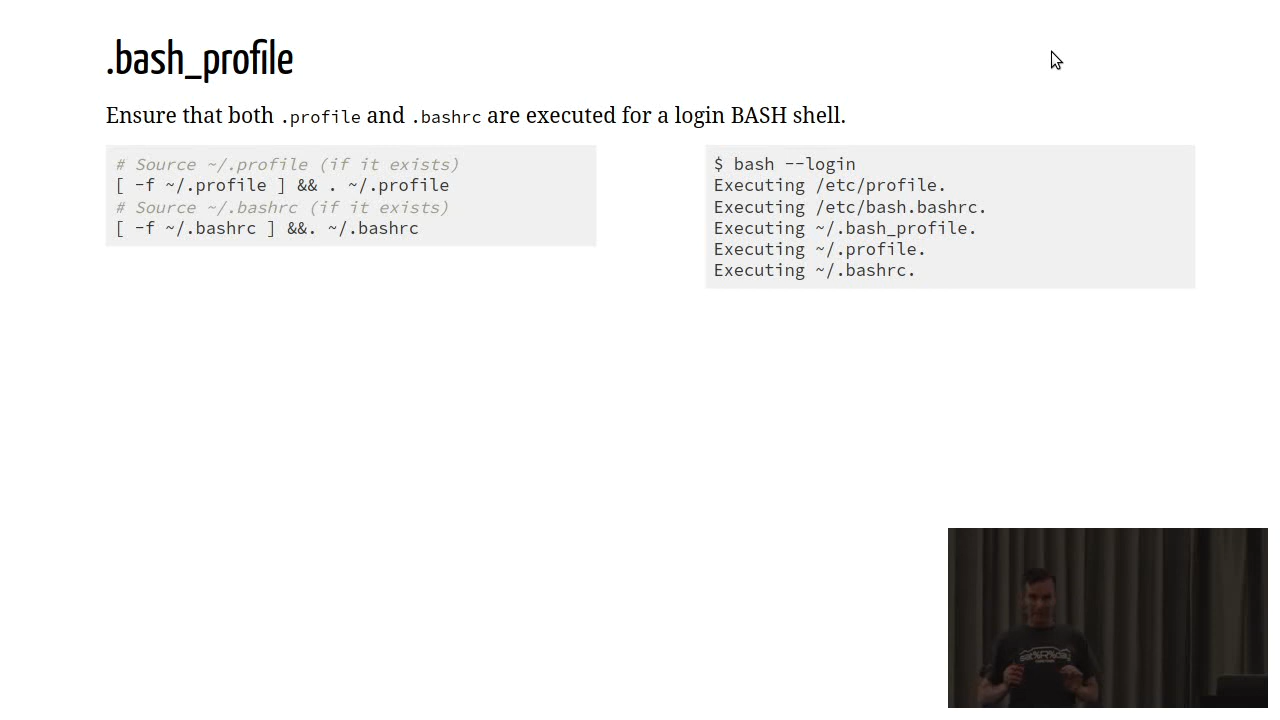 .bash_profile
Ensure that both .profile and .bashrc are executed for a login BASH shell.
# Source ~/.profile (if it exists)
[ -f ~/.profile ] && . ~/.profile
# Source ~/.bashrc (if it exists)
[ -f ~/.bashrc ] &&. ~/.bashrc
$ bash --login
Executing /etc/profile.
Executing /etc/bash.bashrc.
Executing ~/.bash_profile.
Executing ~/.profile.
Executing ~/.bashrc.